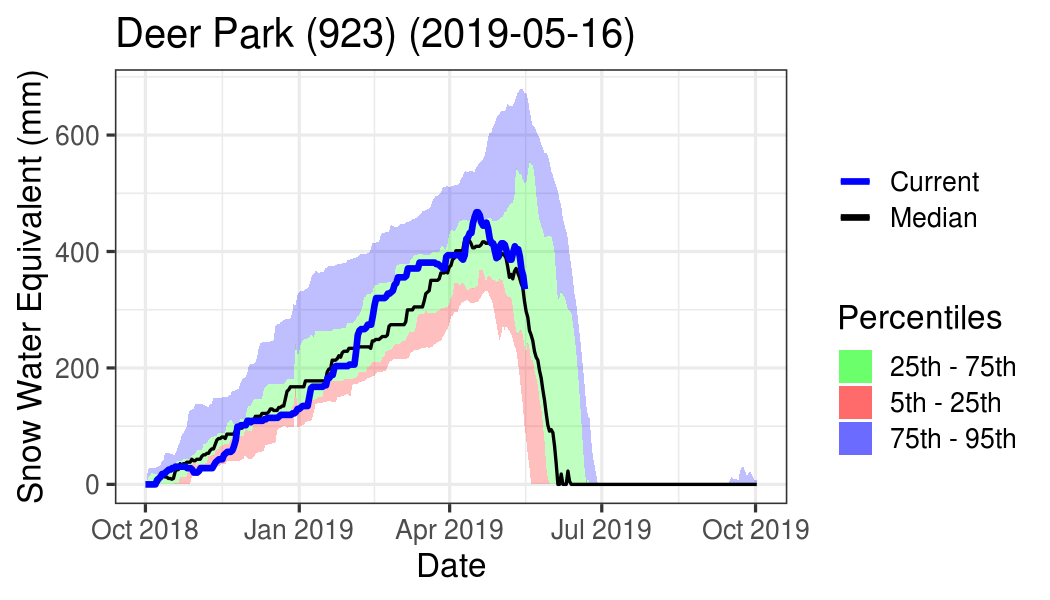 Deer Park (923) (2019-05-16)
Snow Water Equivalent (mm)
600
400
200
0
Oct 2018
Jan 2019
Apr 2019
Jul 2019
Oct 2019
Date
Current
Median
Percentiles
25th - 75th
5th - 25th
75th - 95th